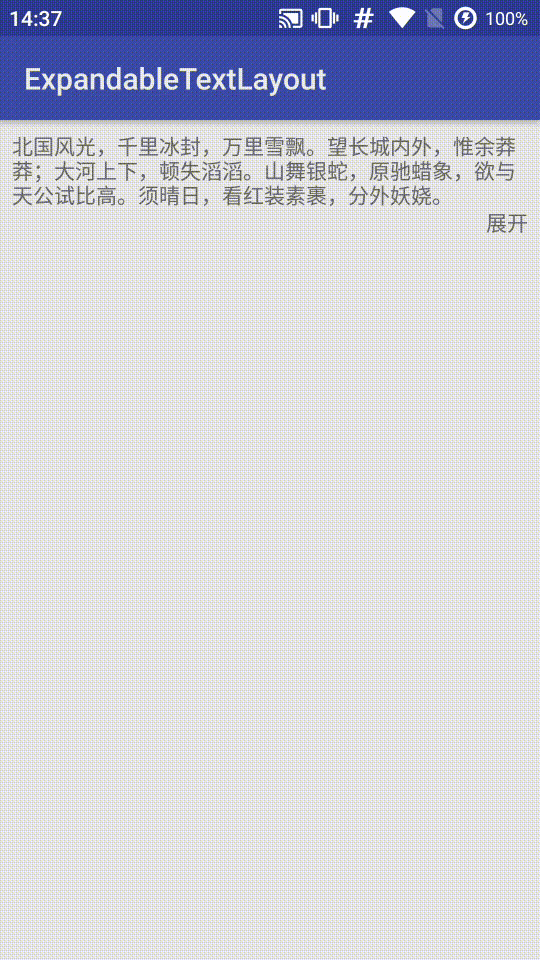 14:37
100%
ExpandableTextLayout
北国风光，千里冰封，万里雪飘。望长城内外，惟余莽
莽；大河上下，顿失滔滔。山舞银蛇，原驰蜡象，欲与
天公试比高。须晴日，看红装素裹，分外妖娆。
展开